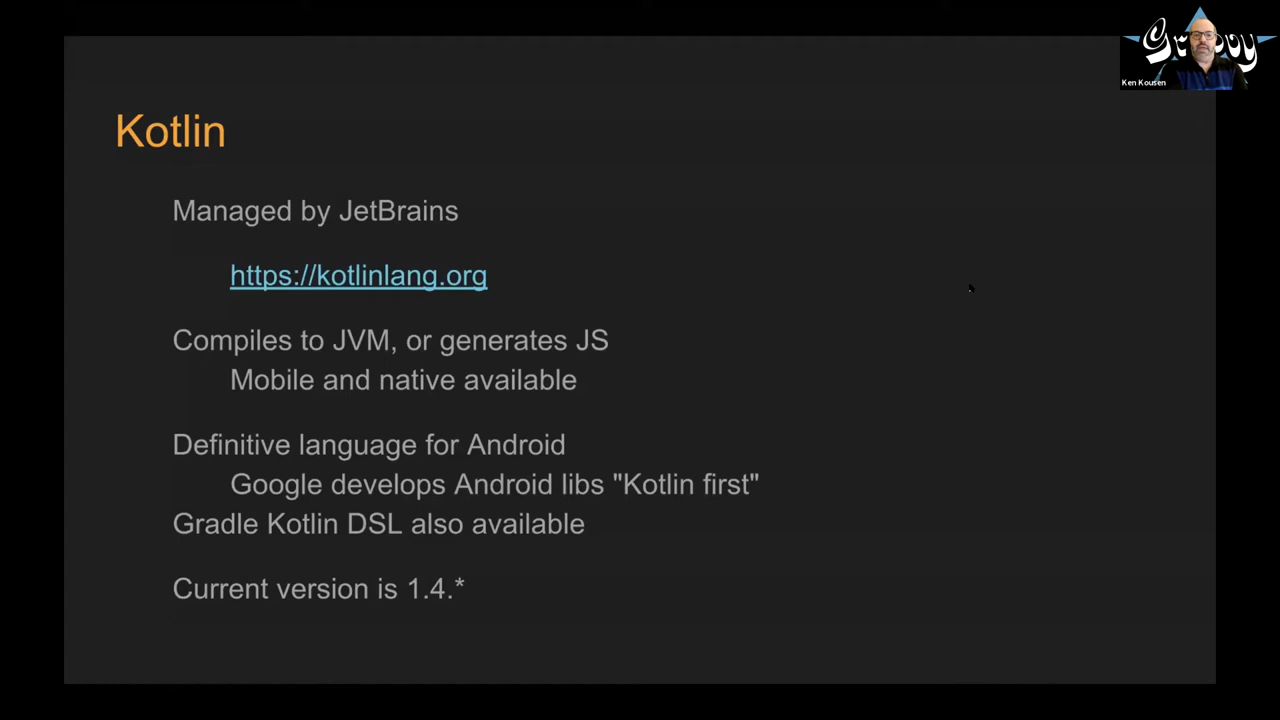 Groovy
Ken Kousen
Kotlin
Managed by JetBrains
https://kotlinlang.org
Compiles to JVM, or generates JS
Mobile and native available
Definitive language for Android
Google develops Android libs "Kotlin first"
Gradle Kotlin DSL also available
Current version is 1.4.*